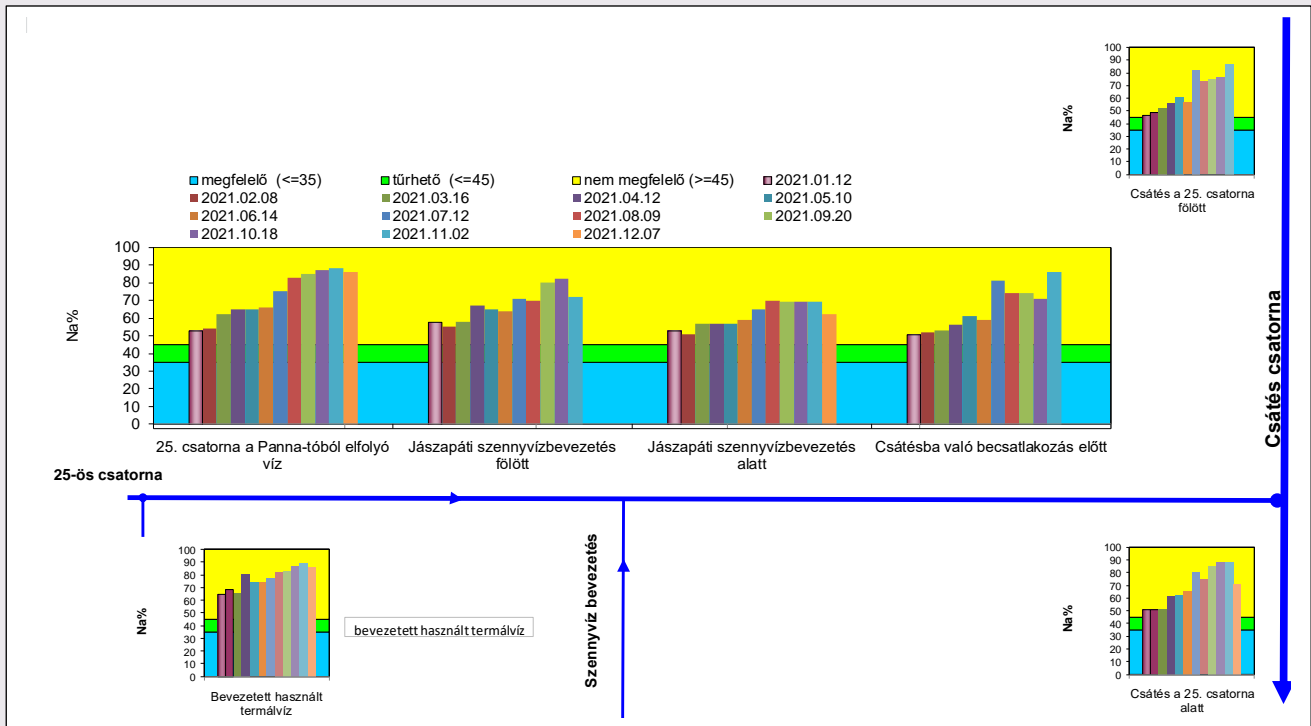 100
90
80
70
60
50
40
30
20
10
0
Na%
Csátés a 25. csatorna
fölött
megfelelő (<=35)
tűrhető (<=45)
nem megfelelő (>=45)
2021.01.12
2021.02.08
2021.03.16
2021.04.12
2021.05.10
2021.06.14
2021.07.12
2021.08.09
2021.09.20
2021.10.18
2021.11.02
2021.12.07
100
90
80
70
60
50
40
30
20
10
0
Na%
25. csatorna a Panna-tóból elfolyó
víz
Jászapáti szennyvízbevezetés
fölött
Jászapáti szennyvízbevezetés
alatt
Csátésba való becsatlakozás előtt
Csátés csatorna
25-ös csatorna
100
90
80
70
60
50
40
30
20
10
0
Na%
Bevezetett használt
termálvíz
bevezetett használt termálvíz
Szennyvíz bevezetés
100
90
80
70
60
50
40
30
20
10
0
Na%
Csátés a 25. csatorna
alatt